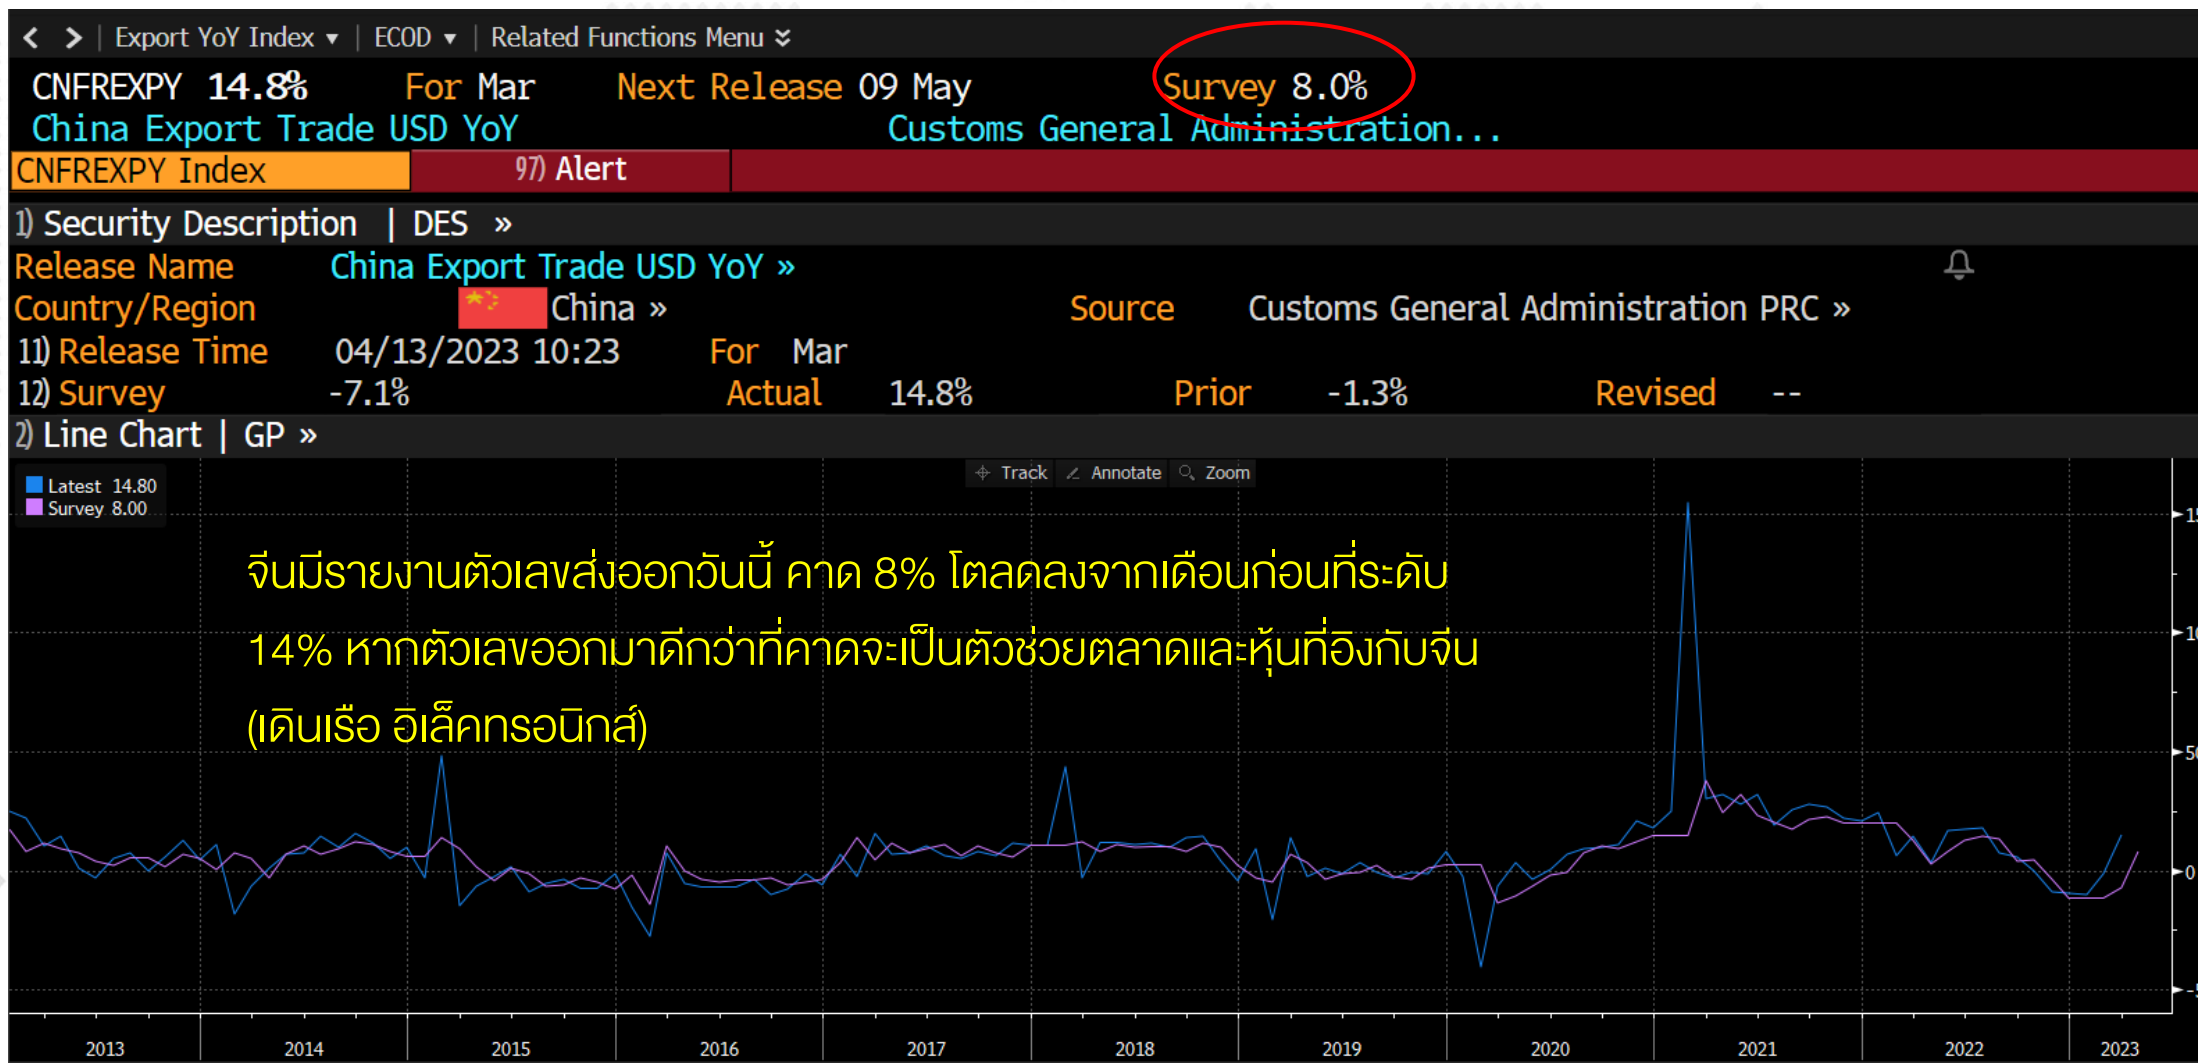 < > | Export YoY Index ▾ | ECOD ▾ | Related Functions Menu
CNFREXPY 14.8% For Mar Next Release 09 May Survey 8.0%
China Export Trade USD YoY Customs General Administration...
CNFREXPY Index 97) Alert
1) Security Description | DES »
Release Name China Export Trade USD YoY »
Country/Region China » Source Customs General Administration PRC »
11) Release Time 04/13/2023 10:23 For Mar
12) Survey -7.1% Actual 14.8% Prior -1.3% Revised --
2) Line Chart | GP »
Track Annotate Zoom
Latest 14.80
Survey 8.00
จีนมีรายงานตัวเลขส่งออกวันนี้ คาด 8% โตลดลงจากเดือนก่อนที่ระดับ
14% หากตัวเลขออกมาดีกว่าที่คาดจะเป็นตัวช่วยตลาดและหุ้นที่อิงกับจีน
(เดินเรือ อิเล็คทรอนิกส์)
0
2013 2014 2015 2016 2017 2018 2019 2020 2021 2022 2023